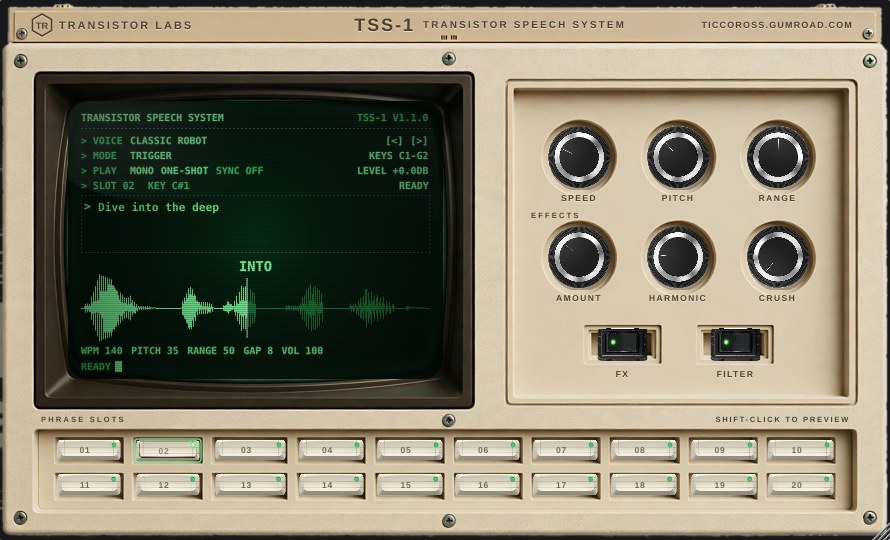 TR TRANSISTOR LABS TSS-1 TRANSISTOR SPEECH SYSTEM TICCOROSS.GUMROAD.COM
TRANSISTOR SPEECH SYSTEM TSS-1 V1.1.0
> VOICE CLASSIC ROBOT [<] [>]
> MODE TRIGGER KEYS C1-G2
> PLAY MONO ONE-SHOT SYNC OFF LEVEL +0.0DB
> SLOT 02 KEY C#1 READY
> Dive into the deep
INTO
WPM 140 PITCH 35 RANGE 50 GAP 8 VOL 100
READY
SPEED PITCH RANGE
EFFECTS
AMOUNT HARMONIC CRUSH
FX FILTER
PHRASE SLOTS SHIFT-CLICK TO PREVIEW
01 02 03 04 05 06 07 08 09 10
11 12 13 14 15 16 17 18 19 20